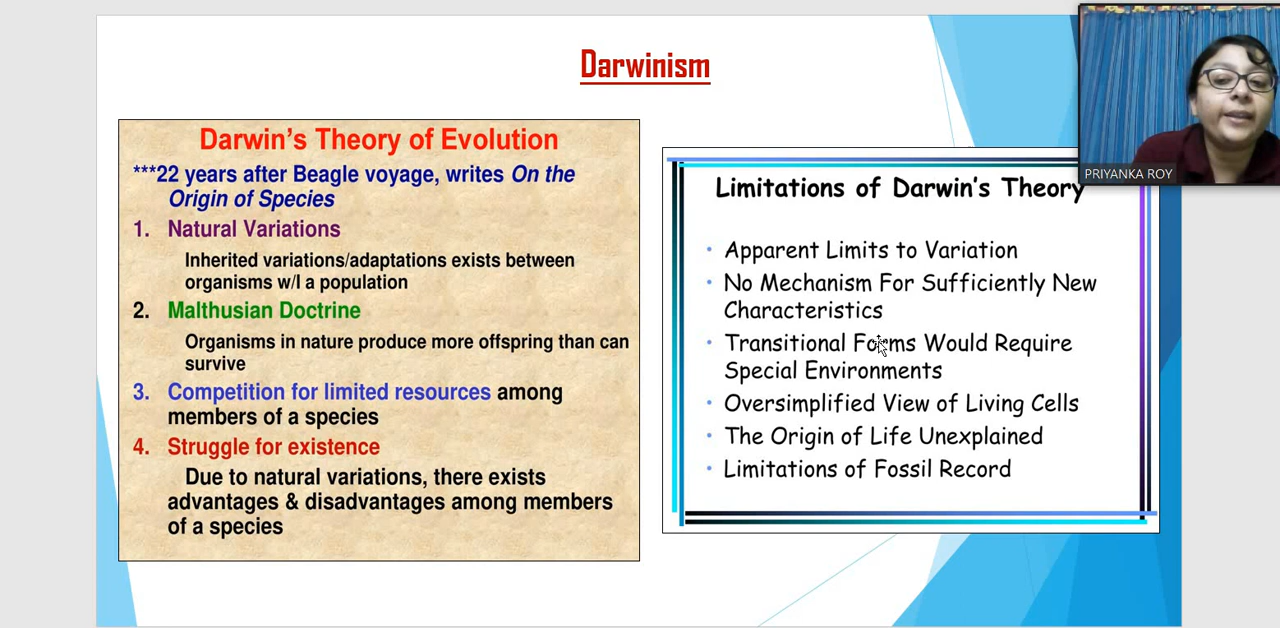 Darwinism
Darwin's Theory of Evolution
***22 years after Beagle voyage, writes On the
Origin of Species
1. Natural Variations
Inherited variations/adaptations exists between
organisms w/I a population
2. Malthusian Doctrine
Organisms in nature produce more offspring than can
survive
3. Competition for limited resources among
members of a species
4. Struggle for existence
Due to natural variations, there exists
advantages & disadvantages among members
of a species
Limitations of Darwin's Theory
• Apparent Limits to Variation
• No Mechanism For Sufficiently New
Characteristics
• Transitional Forms Would Require
Special Environments
• Oversimplified View of Living Cells
• The Origin of Life Unexplained
• Limitations of Fossil Record
PRIYANKA ROY